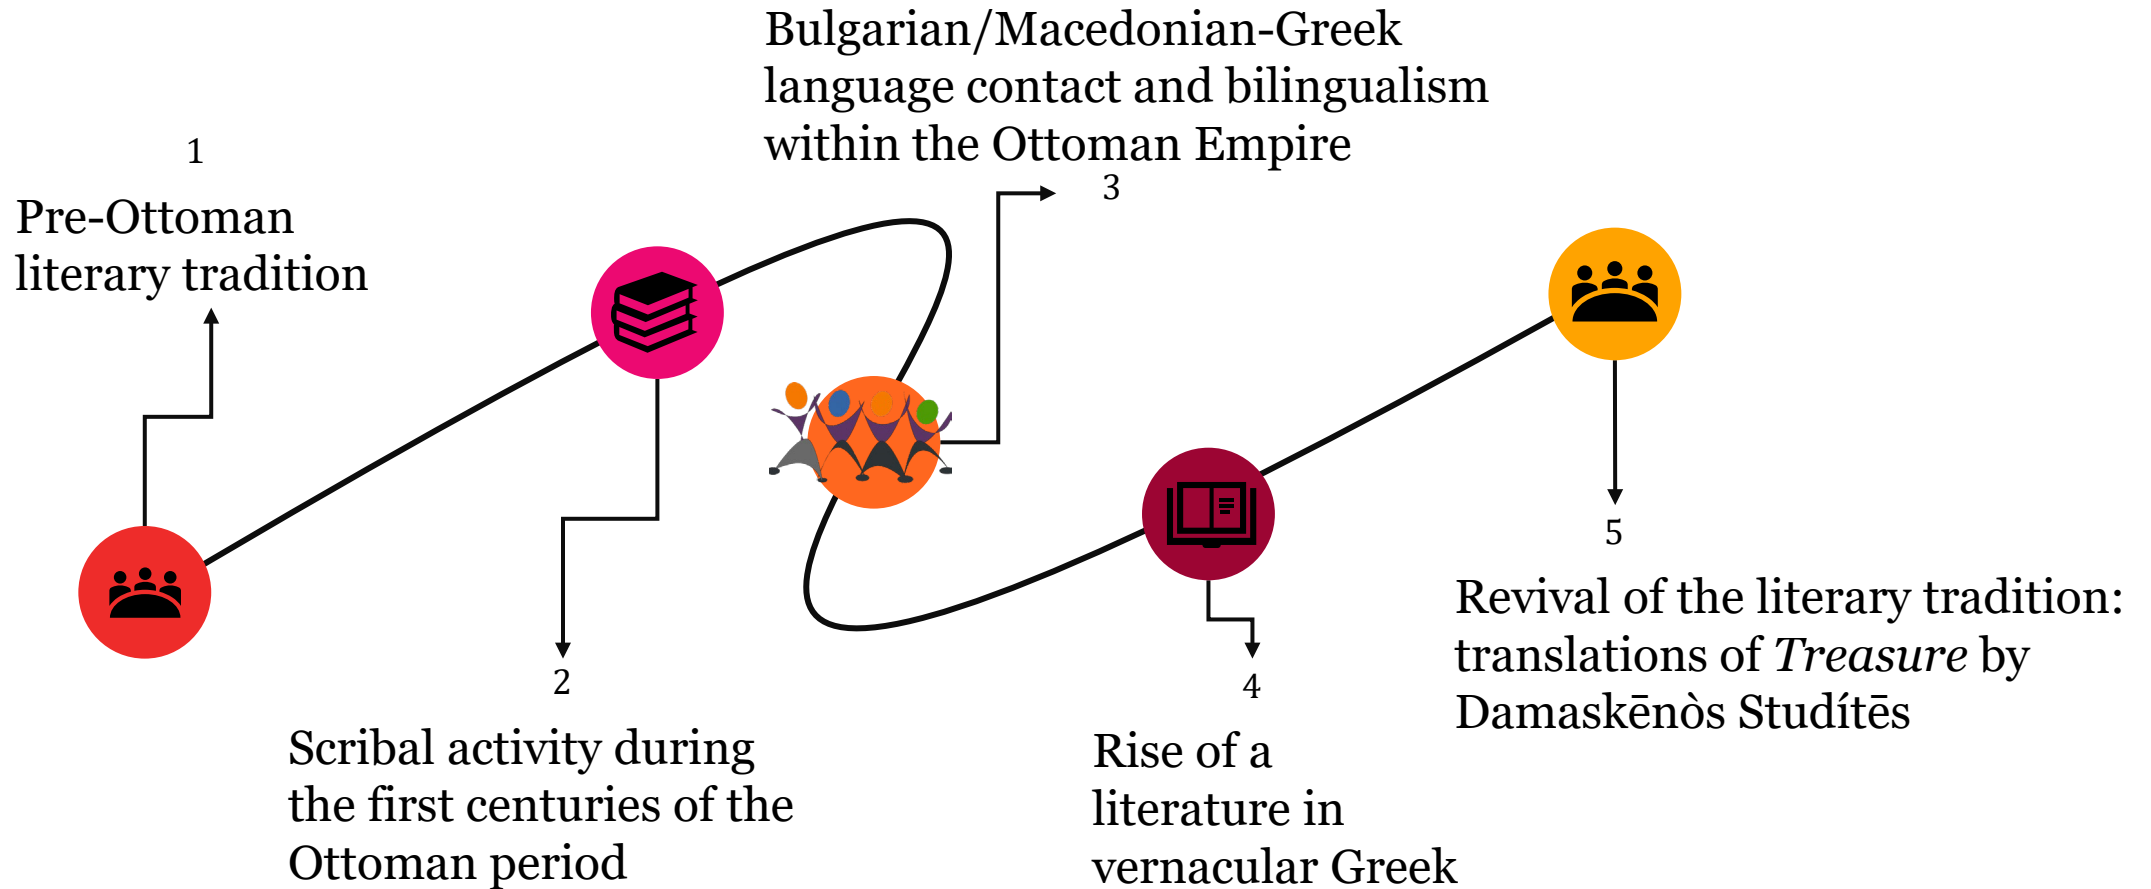 1
Pre-Ottoman
literary tradition
2
Scribal activity during
the first centuries of the
Ottoman period
Bulgarian/Macedonian-Greek
language contact and bilingualism
within the Ottoman Empire
3
4
Rise of a
literature in
vernacular Greek
5
Revival of the literary tradition:
translations of Treasure by
Damaskēnòs Studítēs